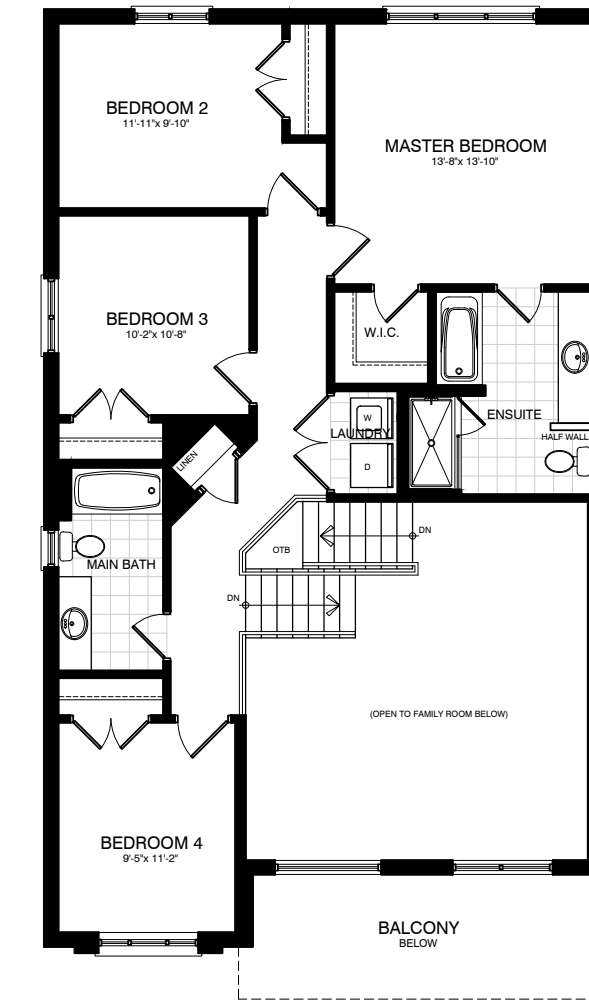 BEDROOM 2
11'-11"x 9'-10"
MASTER BEDROOM
13'-8"x 13'-10"
BEDROOM 3
10'-2"x 10'-8"
W.I.C.
W
LAUNDRY
D
ENSUITE
HALF WALL
LINEN
DN
OTB
MAIN BATH
DN
(OPEN TO FAMILY ROOM BELOW)
BEDROOM 4
9'-5"x 11'-2"
BALCONY
BELOW